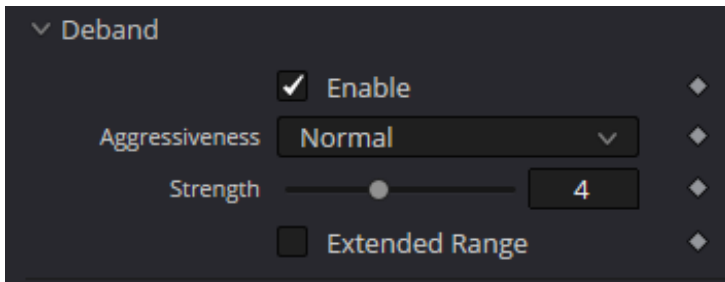 Deband
Enable
Aggressiveness Normal
Strength 4
Extended Range